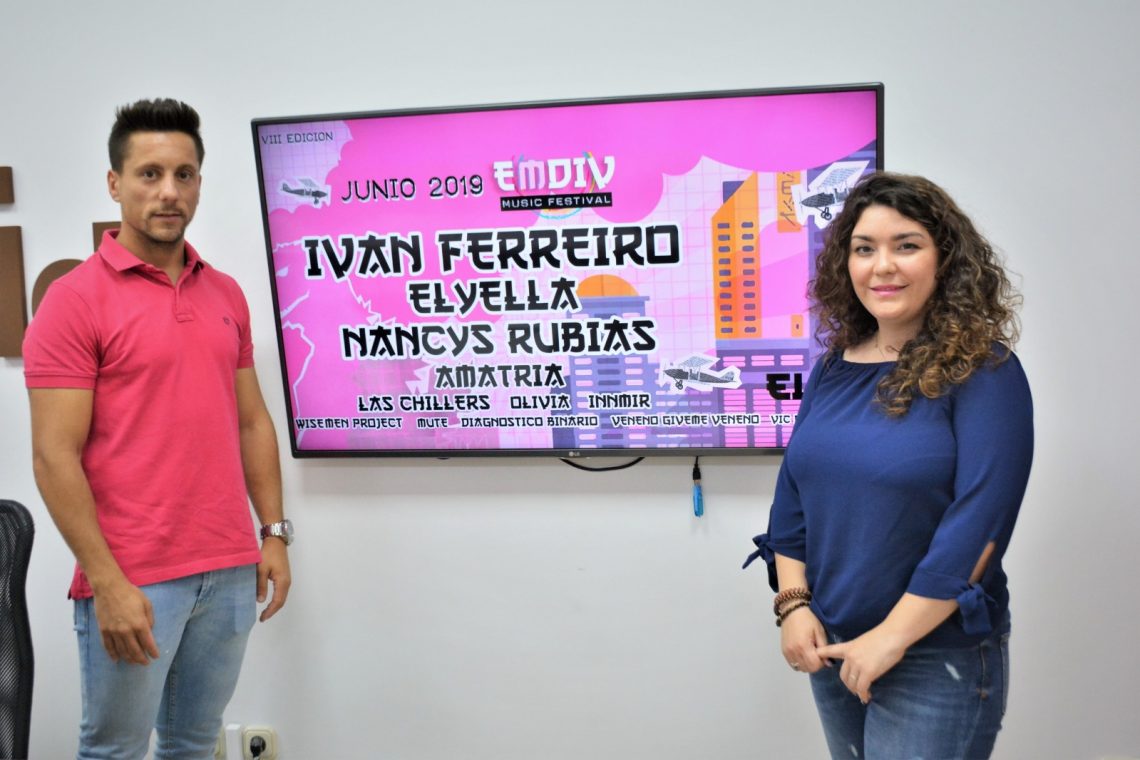 VIII EDICION
JUNIO 2019
EMDIV
MUSIC FESTIVAL
IVAN FERREIRO
ELYELLA
NANCYS RUBIAS
AMATRIA
LAS CHILLERS OLIVIA INNMIR
WISEMEN PROJECT MUTE DIAGNOSTICO BINARIO VENENO GIVEME VENENO VIC
LG